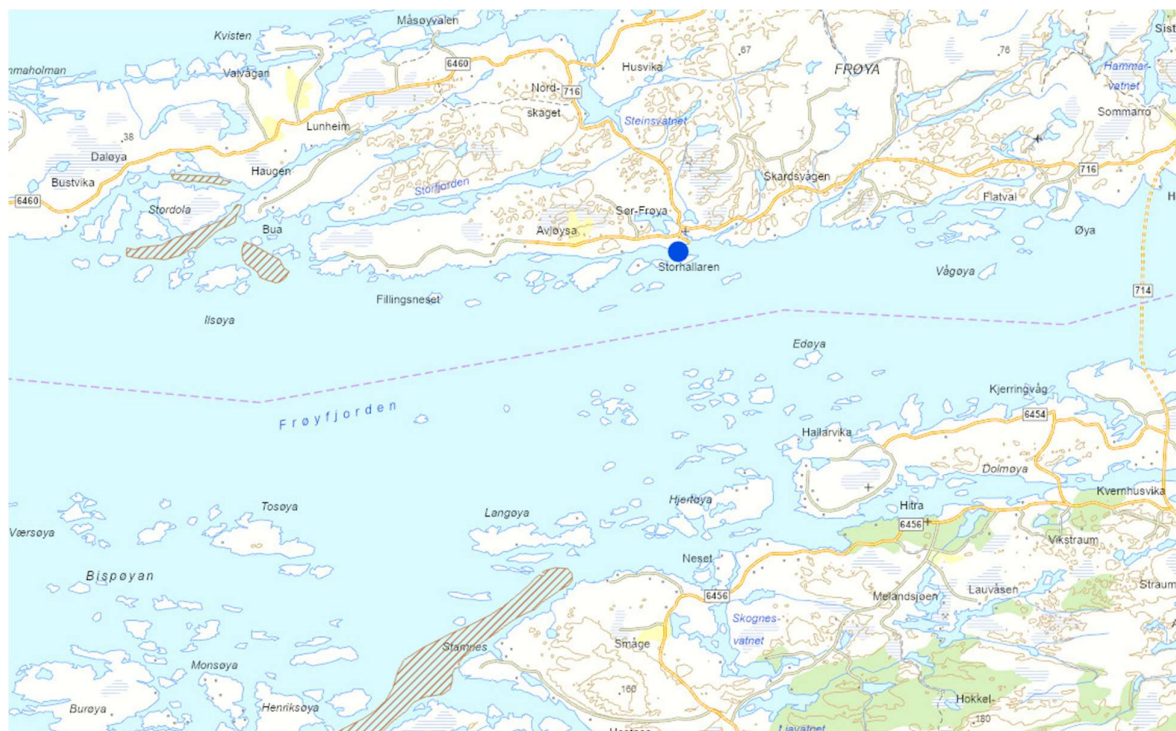 Måsøyvalen
Kvisten
Sist
nmaholman
6460
Husvika
67
FRØYA
76
Hammar-
vatnet
Valvågan
Nord-
skaget
716
Steinsvatnet
Sommarro
Lunheim
38
Daløya
Haugen
Skardsvågen
716
Bustvika
Storfjorden
Flatval
6460
Stordola
Sør-Frøya
H
Bua
Avløysa
Øya
Storhallaren
Vågøya
Fillingsneset
714
Ilsøya
Edøya
Kjerringvåg
Frøyfjorden
6454
Hallarvika
Dolmøya
Kvernhusvika
Hjertøya
Tosøya
Langøya
Hitra
Værsøya
6456
Vikstraum
Neset
Bispøyan
Straum
6456
Melandsjøen
Lauvåsen
Skognes-
vatnet
Småge
Stamnes
Monsøya
160
Hokkel-
Burøya
Henriksøya
180